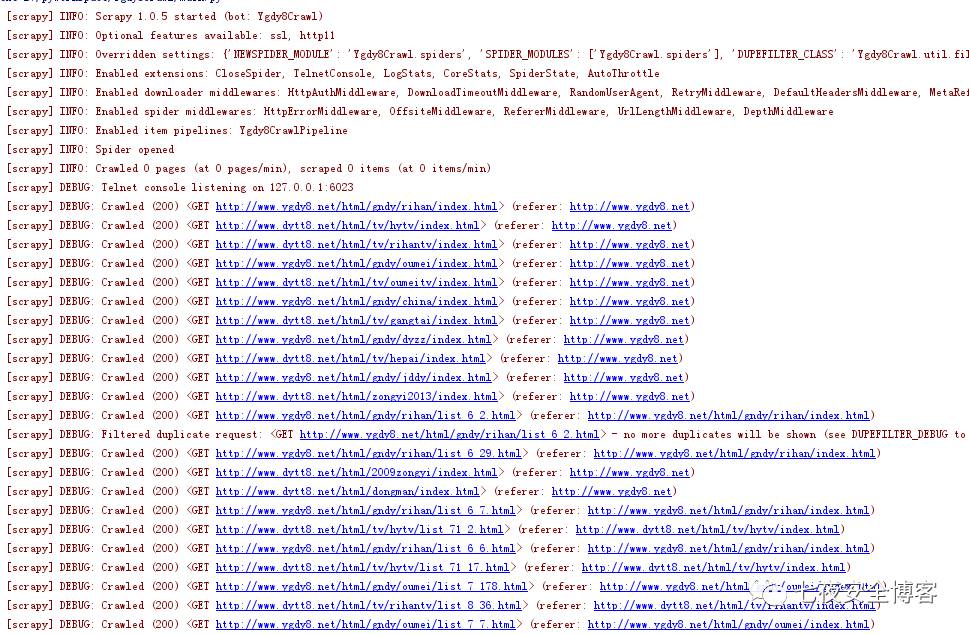 [scrapy] INFO: Scrapy 1.0.5 started (bot: Ygdy8Crawl)
[scrapy] INFO: Optional features available: ssl, http11
[scrapy] INFO: Overridden settings: {'NEWSPIDER_MODULE': 'Ygdy8Crawl.spiders', 'SPIDER_MODULES': ['Ygdy8Crawl.spiders'], 'DUPEFILTER_CLASS': 'Ygdy8Crawl.util.fil
[scrapy] INFO: Enabled extensions: CloseSpider, TelnetConsole, LogStats, CoreStats, SpiderState, AutoThrottle
[scrapy] INFO: Enabled downloader middlewares: HttpAuthMiddleware, DownloadTimeoutMiddleware, RandomUserAgent, RetryMiddleware, DefaultHeadersMiddleware, MetaRef
[scrapy] INFO: Enabled spider middlewares: HttpErrorMiddleware, OffsiteMiddleware, RefererMiddleware, UrlLengthMiddleware, DepthMiddleware
[scrapy] INFO: Enabled item pipelines: Ygdy8CrawlPipeline
[scrapy] INFO: Spider opened
[scrapy] INFO: Crawled 0 pages (at 0 pages/min), scraped 0 items (at 0 items/min)
[scrapy] DEBUG: Telnet console listening on 127.0.0.1:6023
[scrapy] DEBUG: Crawled (200) <GET http://www.ygdy8.net/html/gndy/rihan/index.html> (referer: http://www.ygdy8.net)
[scrapy] DEBUG: Crawled (200) <GET http://www.dytt8.net/html/tv/hytv/index.html> (referer: http://www.ygdy8.net)
[scrapy] DEBUG: Crawled (200) <GET http://www.dytt8.net/html/tv/rihantv/index.html> (referer: http://www.ygdy8.net)
[scrapy] DEBUG: Crawled (200) <GET http://www.ygdy8.net/html/gndy/oumei/index.html> (referer: http://www.ygdy8.net)
[scrapy] DEBUG: Crawled (200) <GET http://www.dytt8.net/html/tv/oumeitv/index.html> (referer: http://www.ygdy8.net)
[scrapy] DEBUG: Crawled (200) <GET http://www.ygdy8.net/html/gndy/china/index.html> (referer: http://www.ygdy8.net)
[scrapy] DEBUG: Crawled (200) <GET http://www.dytt8.net/html/tv/gangtai/index.html> (referer: http://www.ygdy8.net)
[scrapy] DEBUG: Crawled (200) <GET http://www.ygdy8.net/html/gndy/dyzz/index.html> (referer: http://www.ygdy8.net)
[scrapy] DEBUG: Crawled (200) <GET http://www.dytt8.net/html/tv/hepai/index.html> (referer: http://www.ygdy8.net)
[scrapy] DEBUG: Crawled (200) <GET http://www.ygdy8.net/html/gndy/jddy/index.html> (referer: http://www.ygdy8.net)
[scrapy] DEBUG: Crawled (200) <GET http://www.dytt8.net/html/zongyi2013/index.html> (referer: http://www.ygdy8.net)
[scrapy] DEBUG: Crawled (200) <GET http://www.ygdy8.net/html/gndy/rihan/list_6_2.html> (referer: http://www.ygdy8.net/html/gndy/rihan/index.html)
[scrapy] DEBUG: Filtered duplicate request: <GET http://www.ygdy8.net/html/gndy/rihan/list_6_2.html> - no more duplicates will be shown (see DUPEFILTER_DEBUG to
[scrapy] DEBUG: Crawled (200) <GET http://www.ygdy8.net/html/gndy/rihan/list_6_29.html> (referer: http://www.ygdy8.net/html/gndy/rihan/index.html)
[scrapy] DEBUG: Crawled (200) <GET http://www.dytt8.net/html/2009zongyi/index.html> (referer: http://www.ygdy8.net)
[scrapy] DEBUG: Crawled (200) <GET http://www.dytt8.net/html/dongman/index.html> (referer: http://www.ygdy8.net)
[scrapy] DEBUG: Crawled (200) <GET http://www.ygdy8.net/html/gndy/rihan/list_6_7.html> (referer: http://www.ygdy8.net/html/gndy/rihan/index.html)
[scrapy] DEBUG: Crawled (200) <GET http://www.dytt8.net/html/tv/hytv/list_71_2.html> (referer: http://www.dytt8.net/html/tv/hytv/index.html)
[scrapy] DEBUG: Crawled (200) <GET http://www.ygdy8.net/html/gndy/rihan/list_6_6.html> (referer: http://www.ygdy8.net/html/gndy/rihan/index.html)
[scrapy] DEBUG: Crawled (200) <GET http://www.dytt8.net/html/tv/hytv/list_71_17.html> (referer: http://www.dytt8.net/html/tv/hytv/index.html)
[scrapy] DEBUG: Crawled (200) <GET http://www.ygdy8.net/html/gndy/oumei/list_7_178.html> (referer: http://www.ygdy8.net/html
[scrapy] DEBUG: Crawled (200) <GET http://www.dytt8.net/html/tv/rihantv/list_8_36.html> (referer: http://www.dytt8.net/html/tv/rihantv/index.html)
[scrapy] DEBUG: Crawled (200) <GET http://www.ygdy8.net/html/gndy/oumei/list_7_7.html> (referer: http://www.ygdy8.net/html/gndy/oumei/index.html)
七夜安全博客